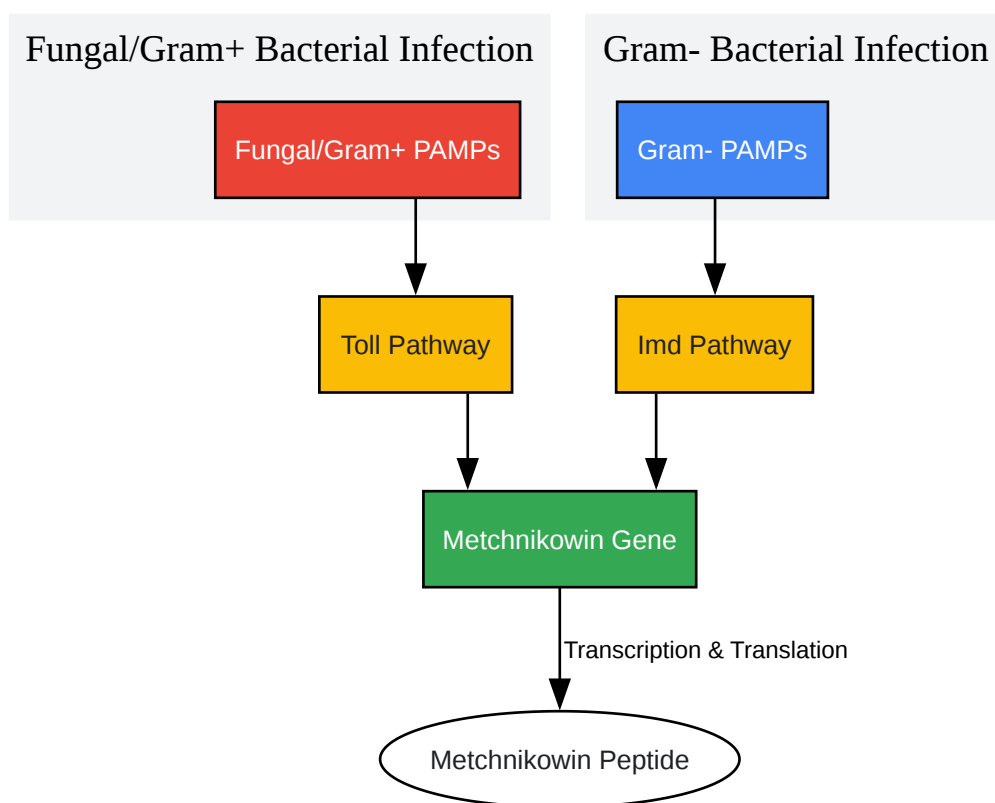 Fungal/Gram+ Bacterial Infection
Gram- Bacterial Infection
Fungal/Gram+ PAMPs
Gram- PAMPs
Toll Pathway
Imd Pathway
Metchnikowin Gene
Transcription & Translation
Metchnikowin Peptide